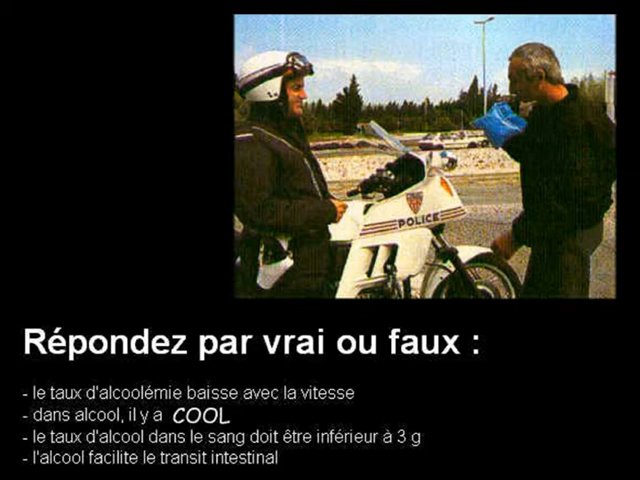 POLICE
Répondez par vrai ou faux :
- le taux d'alcoolémie baisse avec la vitesse
- dans alcool, il y a COOL
- le taux d'alcool dans le sang doit être inférieur à 3 g
- l'alcool facilite le transit intestinal